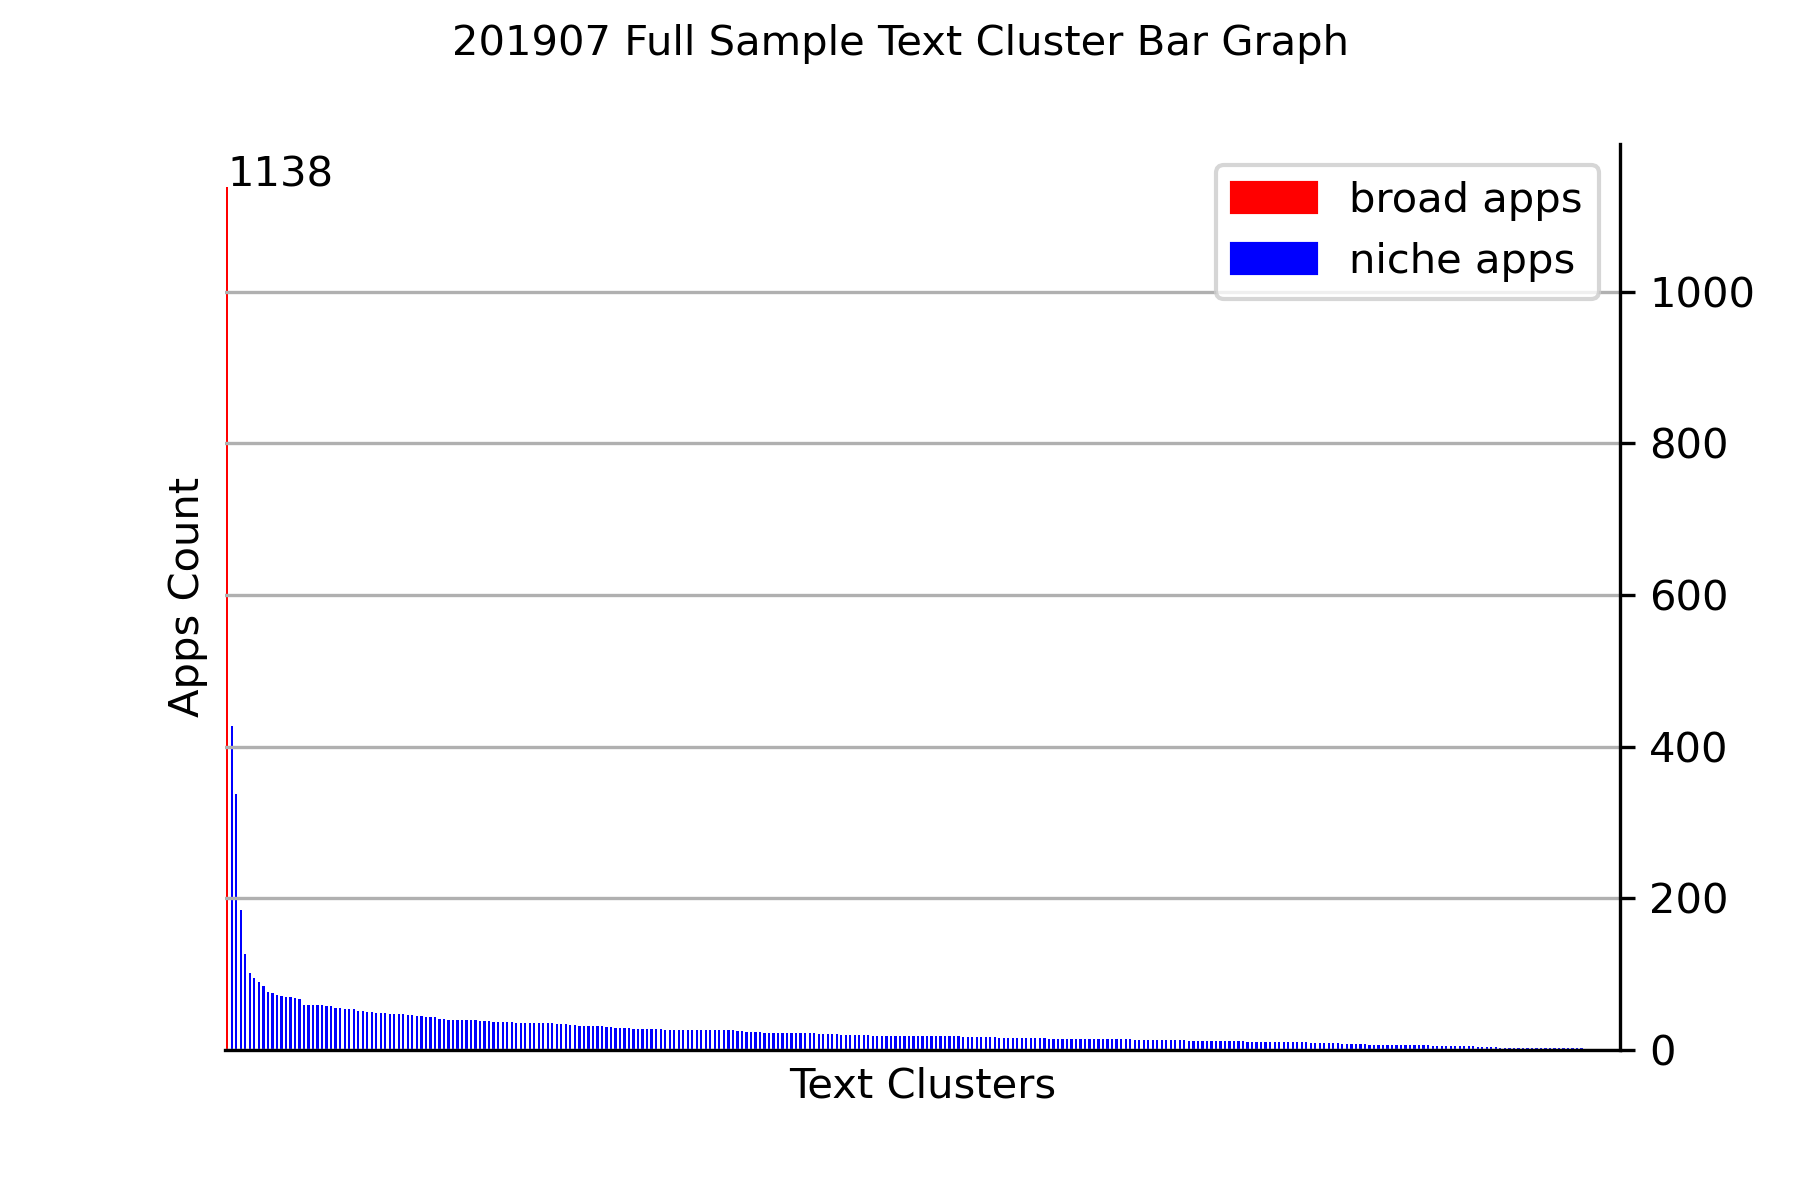 201907 Full Sample Text Cluster Bar Graph
1138
broad apps
niche apps
1000
800
600
400
200
0
Apps Count
Text Clusters